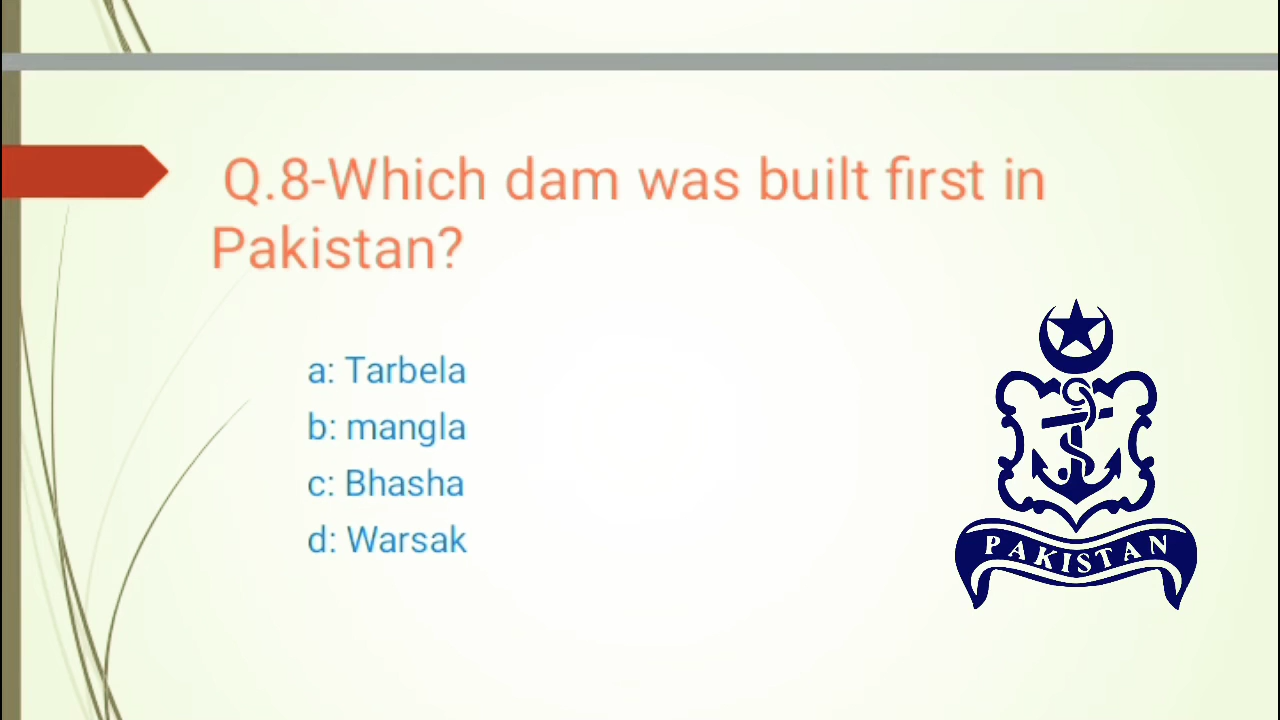 Q.8-Which dam was built first in
Pakistan?
a: Tarbela
b: mangla
c: Bhasha
d: Warsak
PAKISTAN